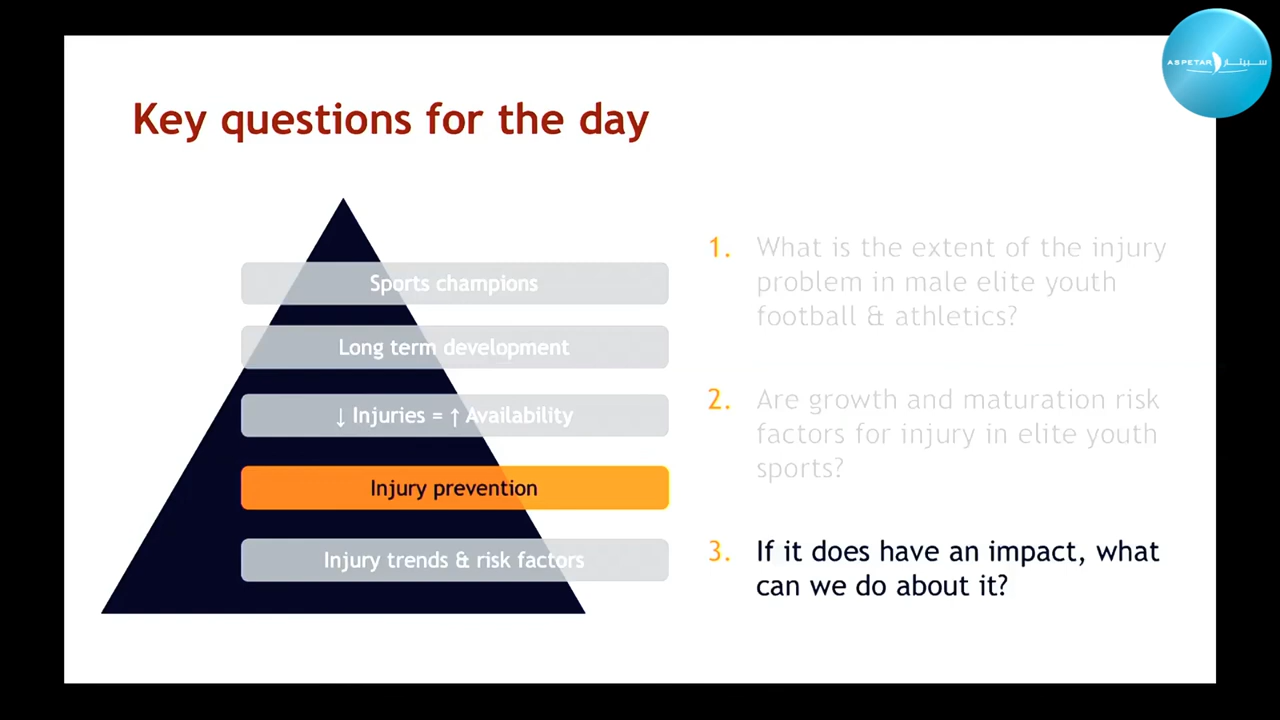 ASPETAR سبيتار
Key questions for the day
Sports champions
Long term development
↓ Injuries = ↑ Availability
Injury prevention
Injury trends & risk factors
1. What is the extent of the injury
problem in male elite youth
football & athletics?
2. Are growth and maturation risk
factors for injury in elite youth
sports?
3. If it does have an impact, what
can we do about it?